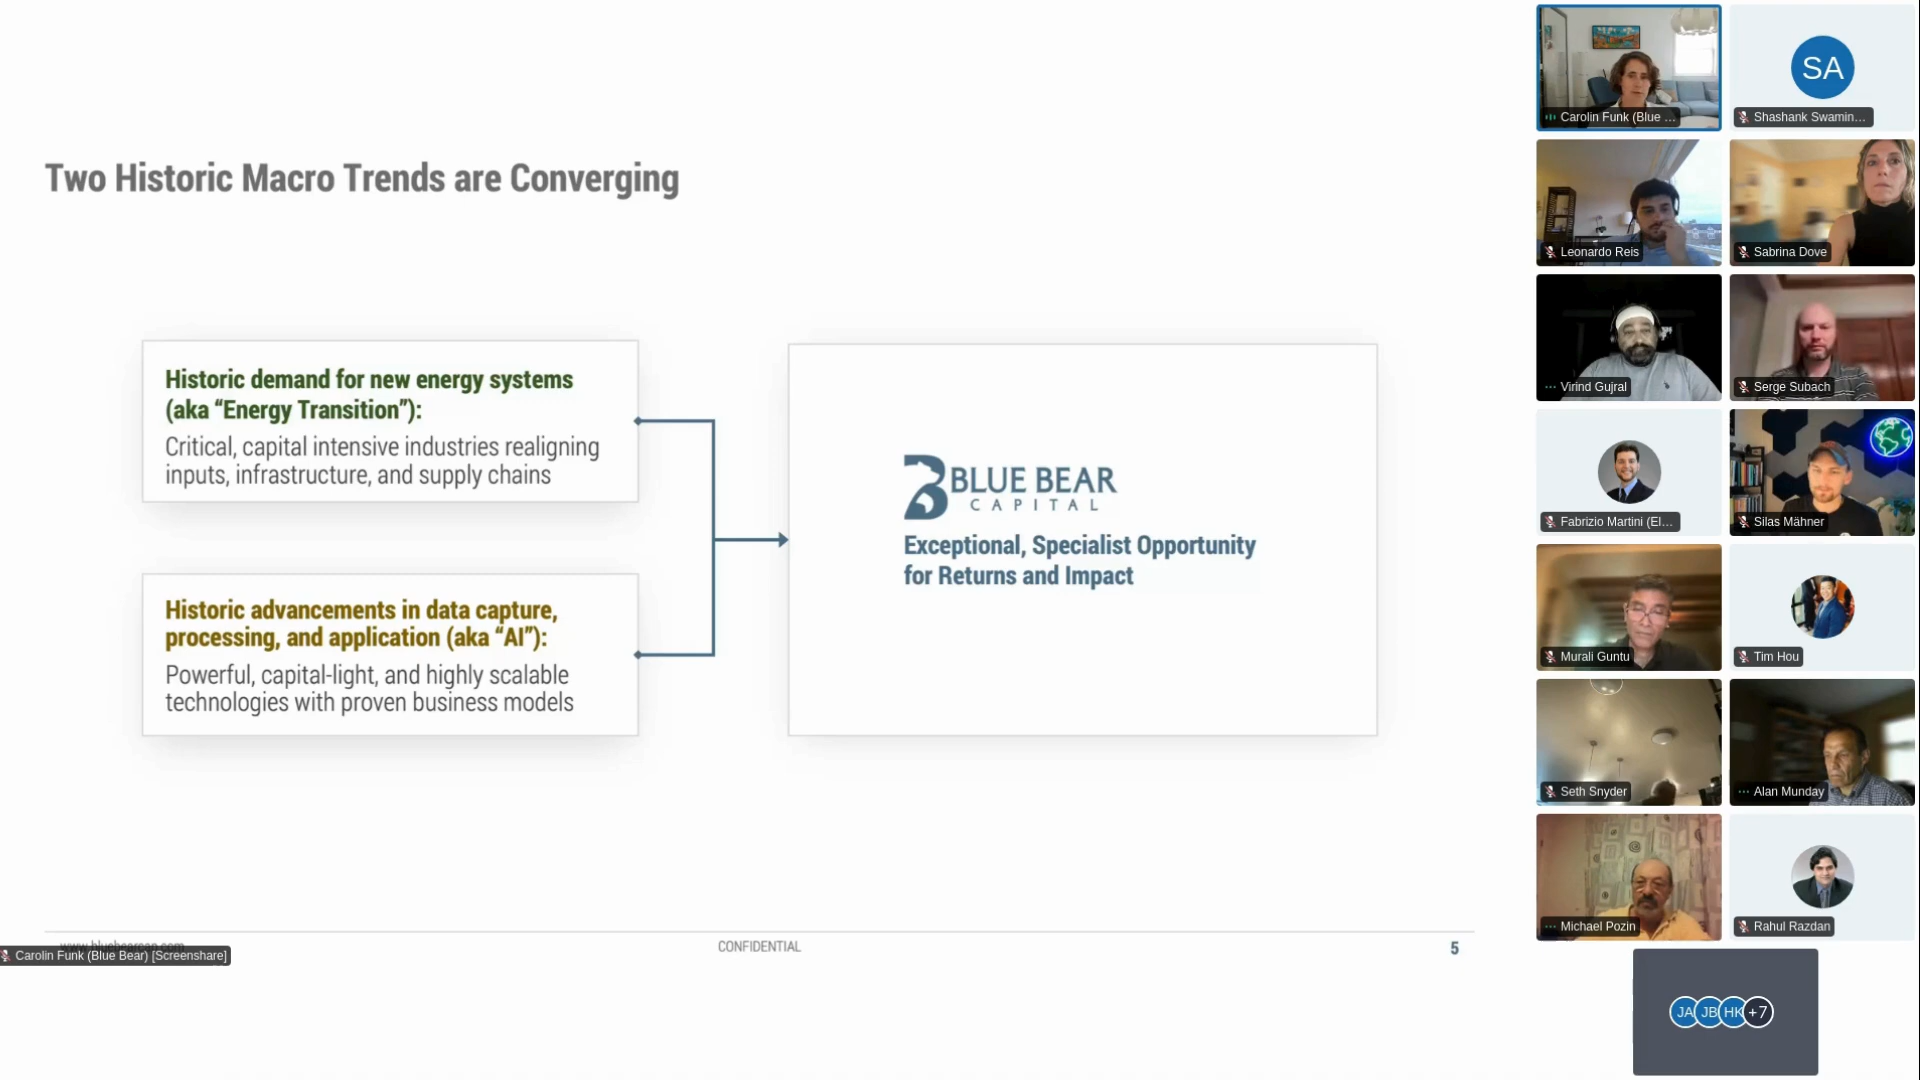 Two Historic Macro Trends are Converging
Historic demand for new energy systems
(aka “Energy Transition”):
Critical, capital intensive industries realigning
inputs, infrastructure, and supply chains
Historic advancements in data capture,
processing, and application (aka “AI”):
Powerful, capital-light, and highly scalable
technologies with proven business models
BLUE BEAR
CAPITAL
Exceptional, Specialist Opportunity
for Returns and Impact
www.bluebearcap.com
CONFIDENTIAL
5
Carolin Funk (Blue Bear) [Screenshare]
Carolin Funk (Blue ...
SA
Shashank Swamin...
Leonardo Reis
Sabrina Dove
Virind Gujral
Serge Subach
Fabrizio Martini (El...
Silas Mähner
Murali Guntu
Tim Hou
Seth Snyder
Alan Munday
Michael Pozin
Rahul Razdan
JA JB HK +7